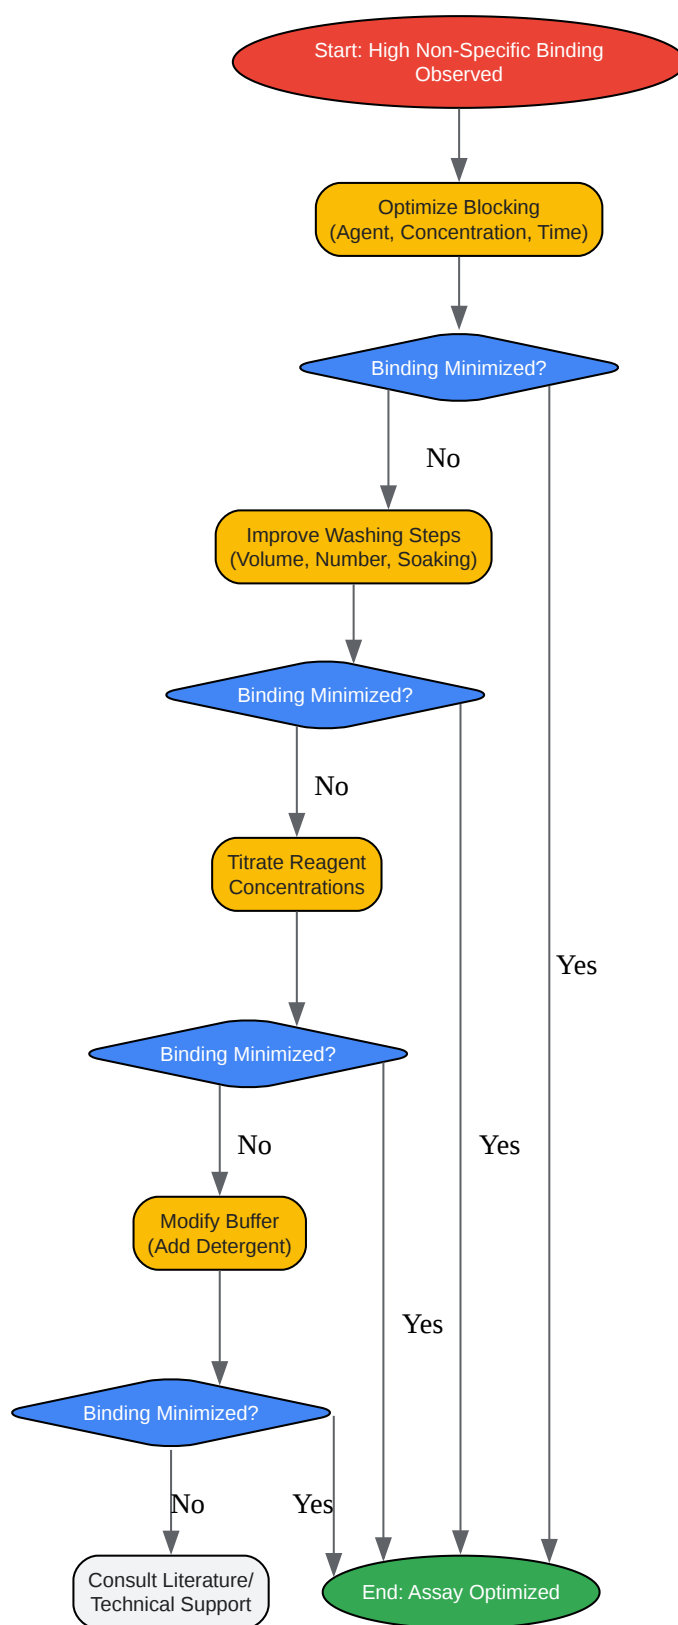 Start: High Non-Specific Binding
Observed
Optimize Blocking
(Agent, Concentration, Time)
Binding Minimized?
No
Improve Washing Steps
(Volume, Number, Soaking)
Binding Minimized?
No
Titrate Reagent
Concentrations
Yes
Binding Minimized?
No
Yes
Modify Buffer
(Add Detergent)
Yes
Binding Minimized?
No
Yes
Consult Literature/
Technical Support
End: Assay Optimized